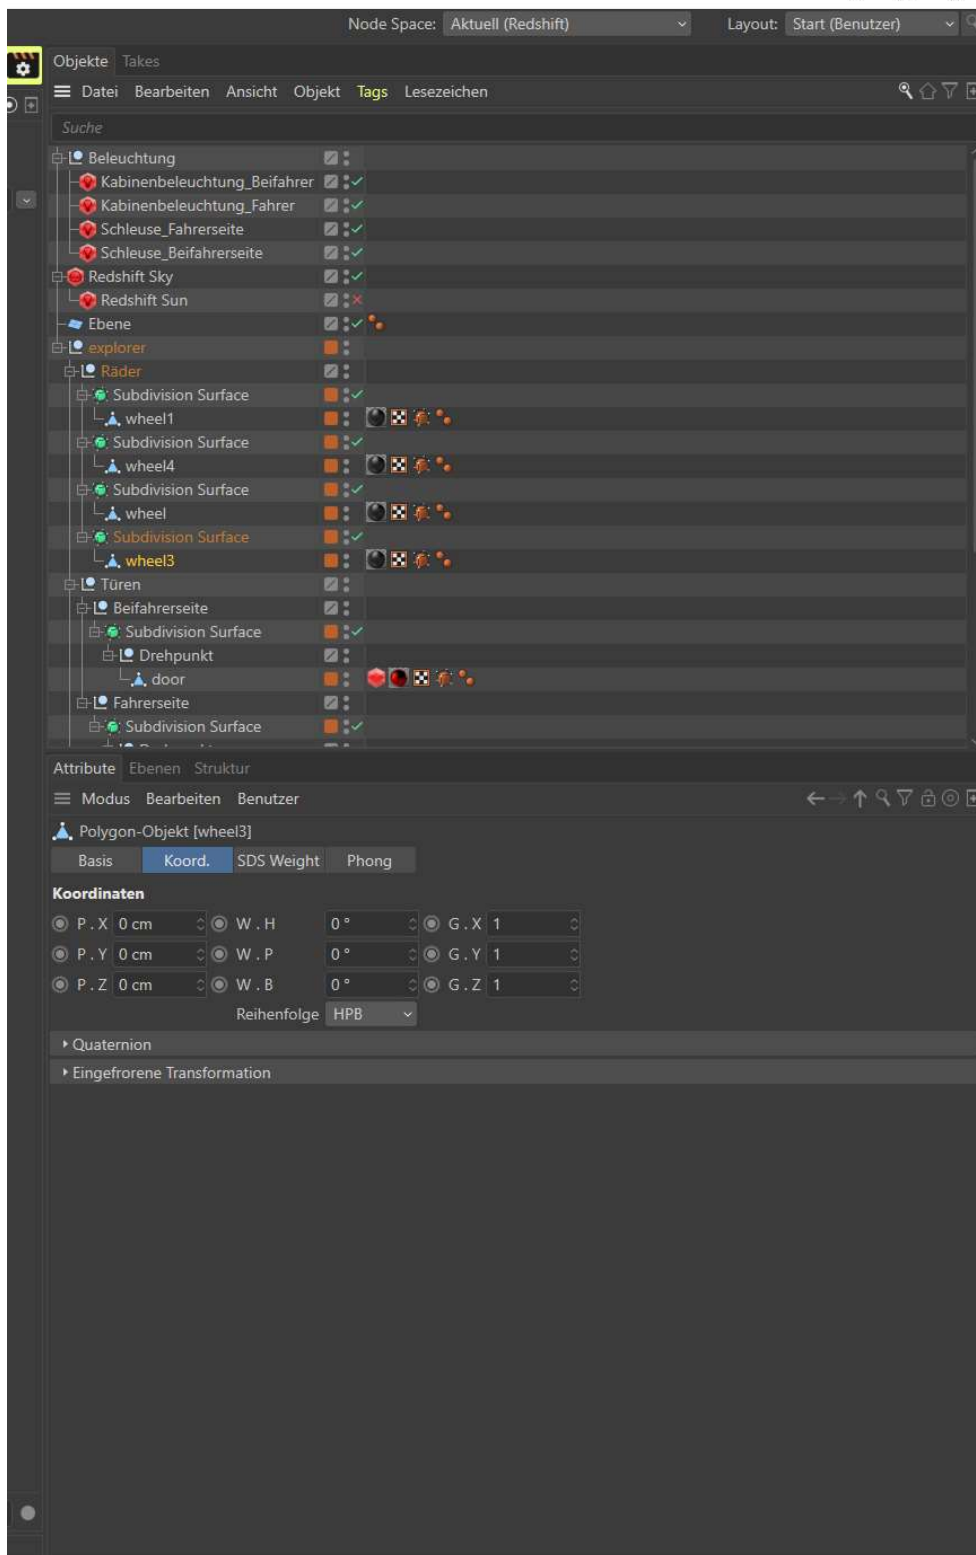 Node Space: Aktuell (Redshift) Layout: Start (Benutzer)
Objekte Takes
Datei Bearbeiten Ansicht Objekt Tags Lesezeichen
Suche
Beleuchtung
Kabinenbeleuchtung_Beifahrer
Kabinenbeleuchtung_Fahrer
Schleuse_Fahrerseite
Schleuse_Beifahrerseite
Redshift Sky
Redshift Sun
Ebene
explorer
Räder
Subdivision Surface
wheel1
Subdivision Surface
wheel4
Subdivision Surface
wheel
Subdivision Surface
wheel3
Türen
Beifahrerseite
Subdivision Surface
Drehpunkt
door
Fahrerseite
Subdivision Surface
Attribute Ebenen Struktur
Modus Bearbeiten Benutzer
Polygon-Objekt [wheel3]
Basis Koord. SDS Weight Phong
Koordinaten
P . X 0 cm W . H 0 ° G . X 1
P . Y 0 cm W . P 0 ° G . Y 1
P . Z 0 cm W . B 0 ° G . Z 1
Reihenfolge HPB
Quaternion
Eingefrorene Transformation